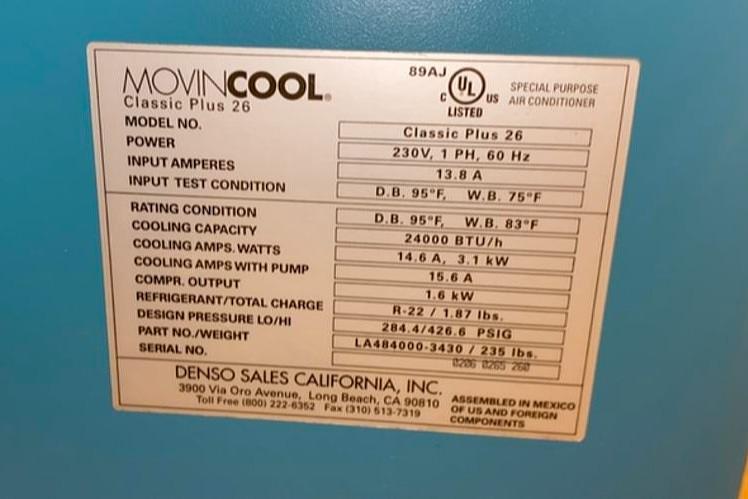 MOVINCOOL®
Classic Plus 26
89AJ
C UL US
LISTED
SPECIAL PURPOSE
AIR CONDITIONER
MODEL NO. Classic Plus 26
POWER 230V, 1 PH, 60 Hz
INPUT AMPERES 13.8 A
INPUT TEST CONDITION D.B. 95°F, W.B. 75°F
RATING CONDITION D.B. 95°F, W.B. 83°F
COOLING CAPACITY 24000 BTU/h
COOLING AMPS. WATTS 14.6 A, 3.1 kW
COOLING AMPS WITH PUMP 15.6 A
COMPR. OUTPUT 1.6 kW
REFRIGERANT/TOTAL CHARGE R-22 / 1.87 lbs.
DESIGN PRESSURE LO/HI 284.4/426.6 PSIG
PART NO./WEIGHT LA484000-3430 / 235 lbs.
SERIAL NO. 0206 0265 260
DENSO SALES CALIFORNIA, INC.
3900 Via Oro Avenue, Long Beach, CA 90810
Toll Free (800) 222-6352 Fax (310) 513-7319
ASSEMBLED IN MEXICO
OF US AND FOREIGN
COMPONENTS